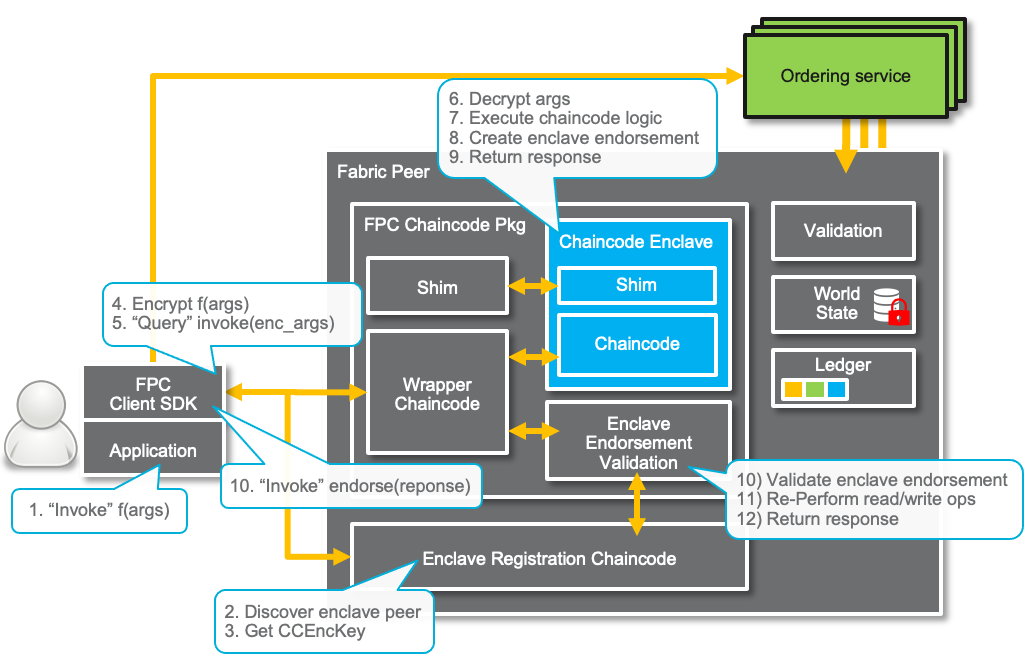 Ordering service
6. Decrypt args
7. Execute chaincode logic
8. Create enclave endorsement
9. Return response
Fabric Peer
FPC Chaincode Pkg
Chaincode Enclave
Validation
Shim
Shim
World
State
4. Encrypt f(args)
5. “Query” invoke(enc_args)
Chaincode
Ledger
FPC
Client SDK
Wrapper
Chaincode
Application
Enclave
Endorsement
Validation
10. “Invoke” endorse(reponse)
10) Validate enclave endorsement
11) Re-Perform read/write ops
12) Return response
1. “Invoke” f(args)
Enclave Registration Chaincode
2. Discover enclave peer
3. Get CCEncKey